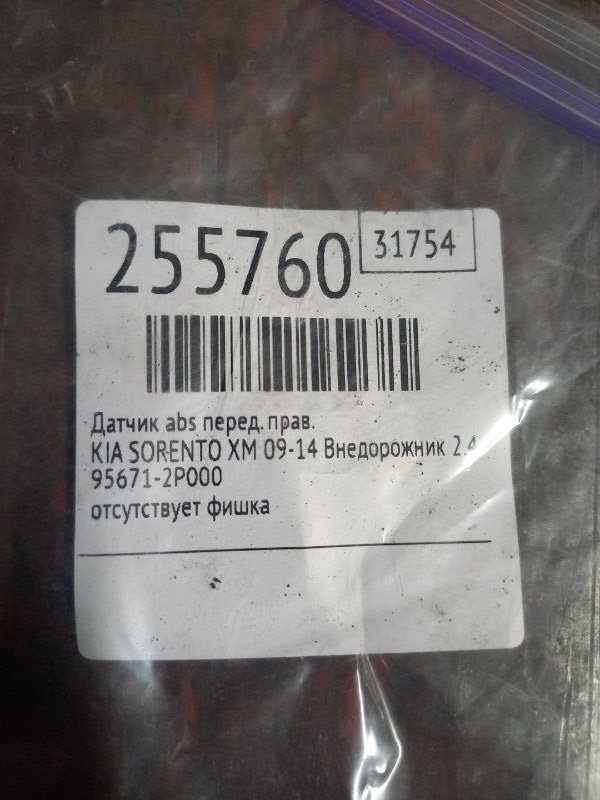 255760
31754
Датчик abs перед. прав.
KIA SORENTO XM 09-14 Внедорожник 2.4
95671-2P000
отсутствует фишка